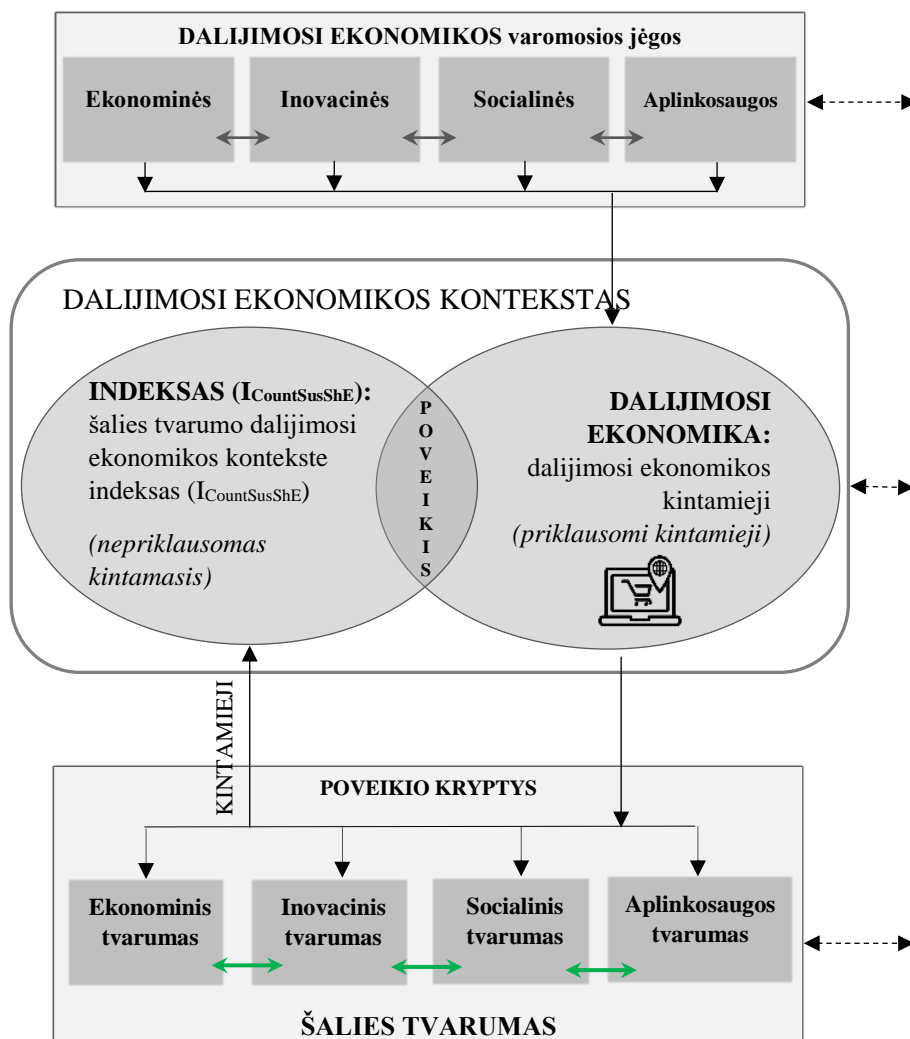 DALIJIMOSI EKONOMIKOS varomosios jėgos
Ekonominės
Inovacinės
Socialinės
Aplinkosaugos
DALIJIMOSI EKONOMIKOS KONTEKSTAS
INDEKSAS (ICountSusShE):
šalies tvarumo dalijimosi
ekonomikos kontekste
indeksas (ICountSusShE)
(nepriklausomas
kintamasis)
POVEIKIS
DALIJIMOSI
EKONOMIKA:
dalijimosi ekonomikos
kintamieji
(priklausomi kintamieji)
KINTAMIEJI
POVEIKIO KRYPTYS
Ekonominis
tvarumas
Inovacinis
tvarumas
Socialinis
tvarumas
Aplinkosaugos
tvarumas
ŠALIES TVARUMAS